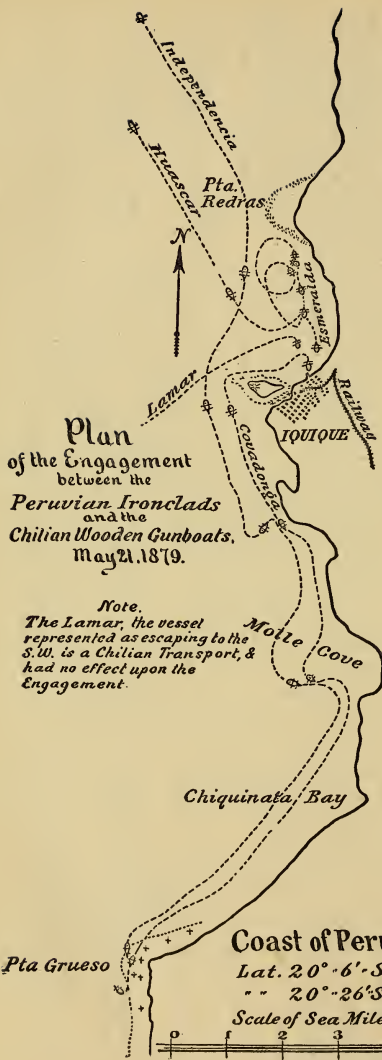 Independencia
Huascar
Pta.
Redras
N
Esmeralda
Lamar
Railway
IQUIQUE
Covadonga
Plan
of the Engagement
between the
Peruvian Ironclads
and the
Chilian Wooden Gunboats,
May 21, 1879.
Note.
The Lamar, the vessel
represented as escaping to the
S.W. is a Chilian Transport, &
had no effect upon the
Engagement.
Molle Cove
Chiquinata Bay
Pta Grueso
Coast of Per
Lat. 20°-6'-S
" " 20°-26'-S
Scale of Sea Mile
0 1 2 3